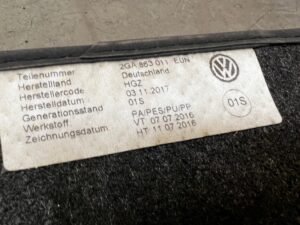 Teilenummer 2GA 863 011 EUN
Herstellland Deutschland
Herstellercode HGZ
Herstelldatum 03.11.2017
Generationsstand 01S
Werkstoff PA/PES/PU/PP
Zeichnungsdatum VT 07.07.2016
HT 11.07.2016
01S